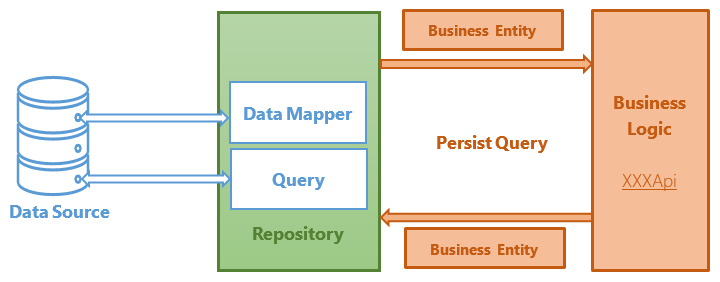 Business Entity
Data Mapper
Query
Repository
Data Source
Persist Query
Business
Logic
XXXApi
Business Entity